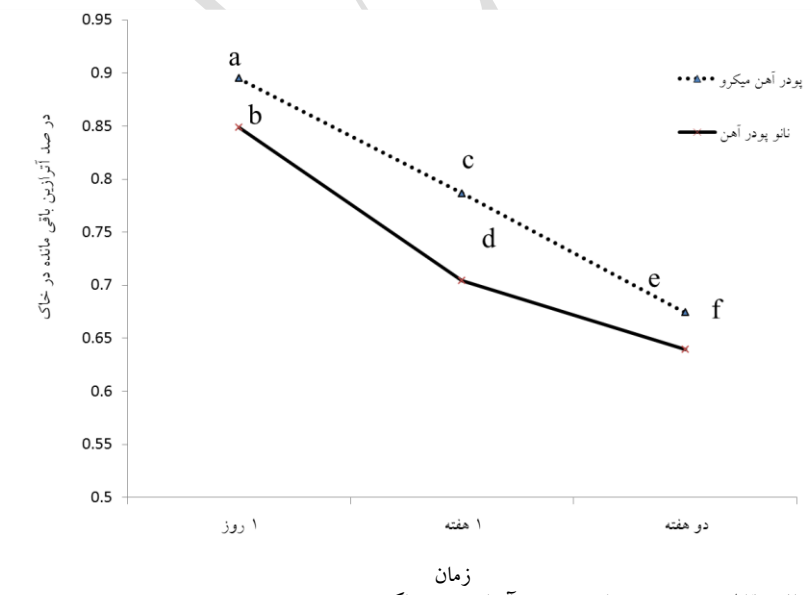 0.95
a
0.9
پودر آهن میکرو
b
0.85
نانو پودر آهن
c
0.8
d
0.75
e
0.7
f
0.65
0.6
0.55
0.5
در صد آترازین باقی مانده در خاک
۱ روز
۱ هفته
دو هفته
زمان